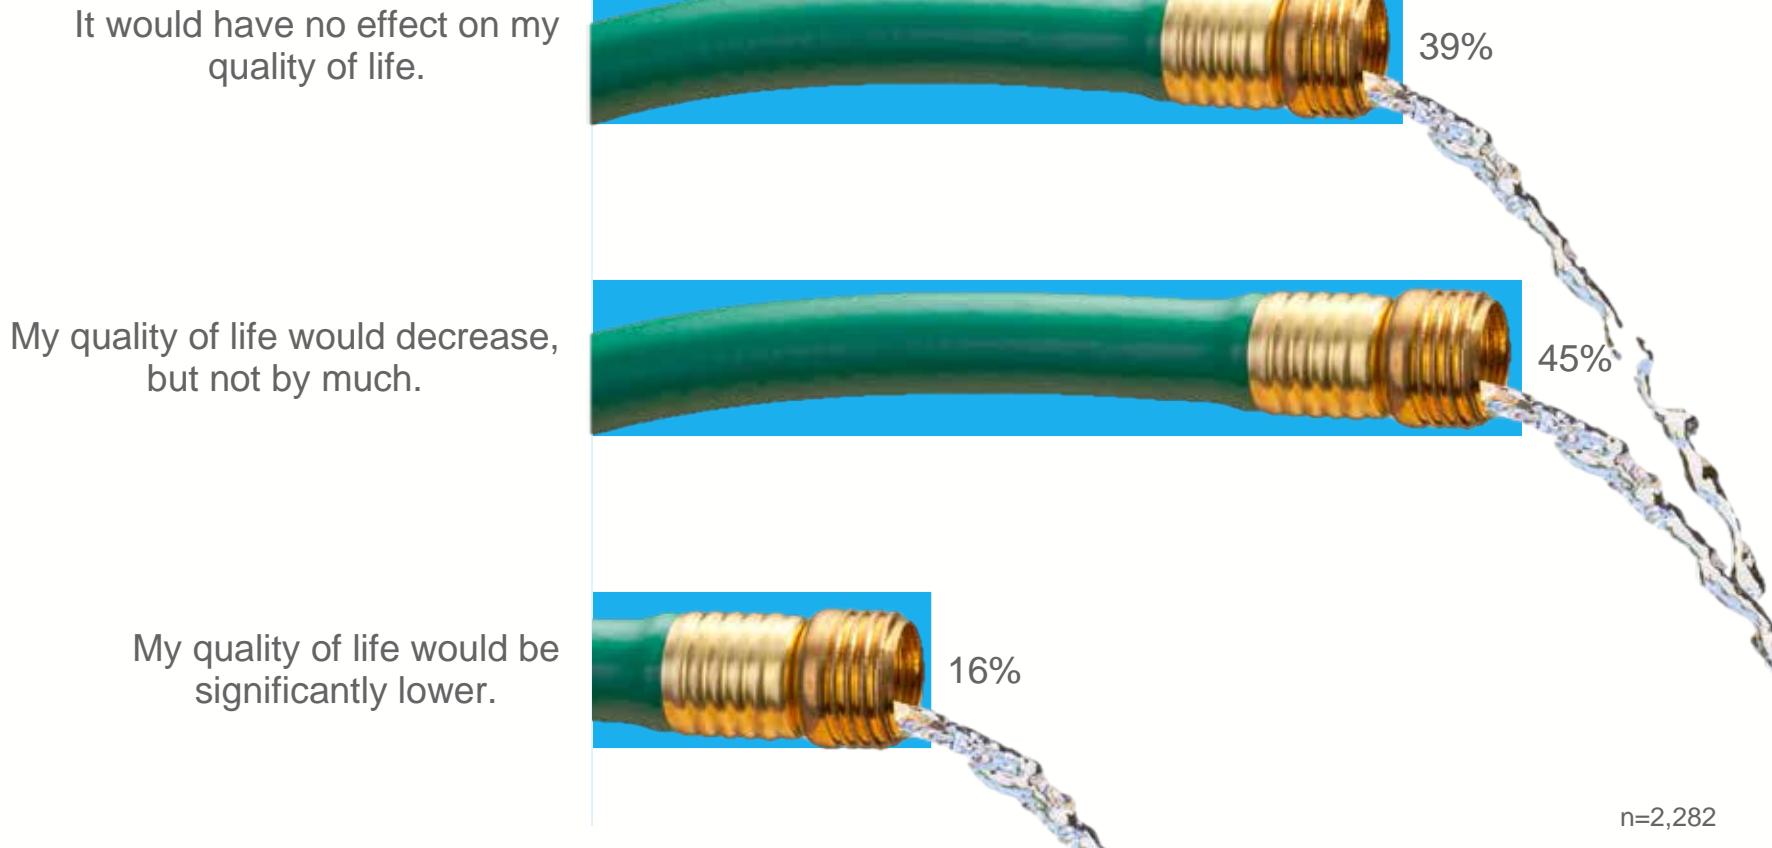 It would have no effect on my
quality of life.
39%
My quality of life would decrease,
but not by much.
45%
My quality of life would be
significantly lower.
16%
n=2,282